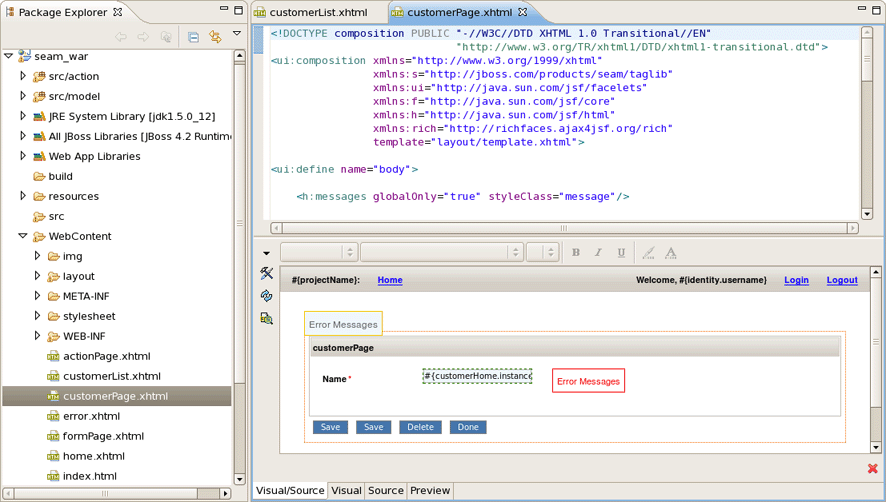 Package Explorer
seam_war
src/action
src/model
JRE System Library [jdk1.5.0_12]
All JBoss Libraries [JBoss 4.2 Runtime
Web App Libraries
build
resources
src
WebContent
img
layout
META-INF
stylesheet
WEB-INF
actionPage.xhtml
customerList.xhtml
customerPage.xhtml
error.xhtml
formPage.xhtml
home.xhtml
index.html
customerList.xhtml customerPage.xhtml
<!DOCTYPE composition PUBLIC "-//W3C//DTD XHTML 1.0 Transitional//EN"
"http://www.w3.org/TR/xhtml1/DTD/xhtml1-transitional.dtd">
<ui:composition xmlns="http://www.w3.org/1999/xhtml"
xmlns:s="http://jboss.com/products/seam/taglib"
xmlns:ui="http://java.sun.com/jsf/facelets"
xmlns:f="http://java.sun.com/jsf/core"
xmlns:h="http://java.sun.com/jsf/html"
xmlns:rich="http://richfaces.ajax4jsf.org/rich"
template="layout/template.xhtml">
<ui:define name="body">
<h:messages globalOnly="true" styleClass="message"/>
B I U A
#{projectName}: Home Welcome, #{identity.username} Login Logout
Error Messages
customerPage
Name* #{customerHome.instance Error Messages
Save Save Delete Done
Visual/Source Visual Source Preview